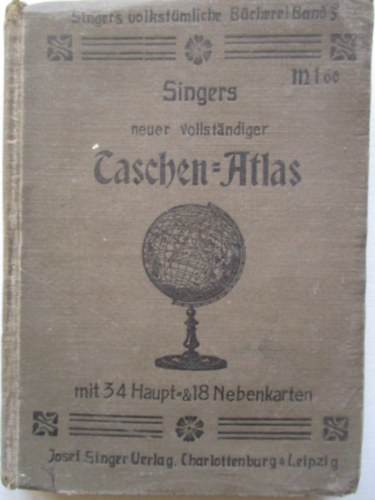 Singers volkstümliche Bücherei Band 5
M 1 60
Singers
neuer vollständiger
Taschen=Atlas
mit 34 Haupt=&18 Nebenkarten
Josef Singer Verlag, Charlottenburg & Leipzig